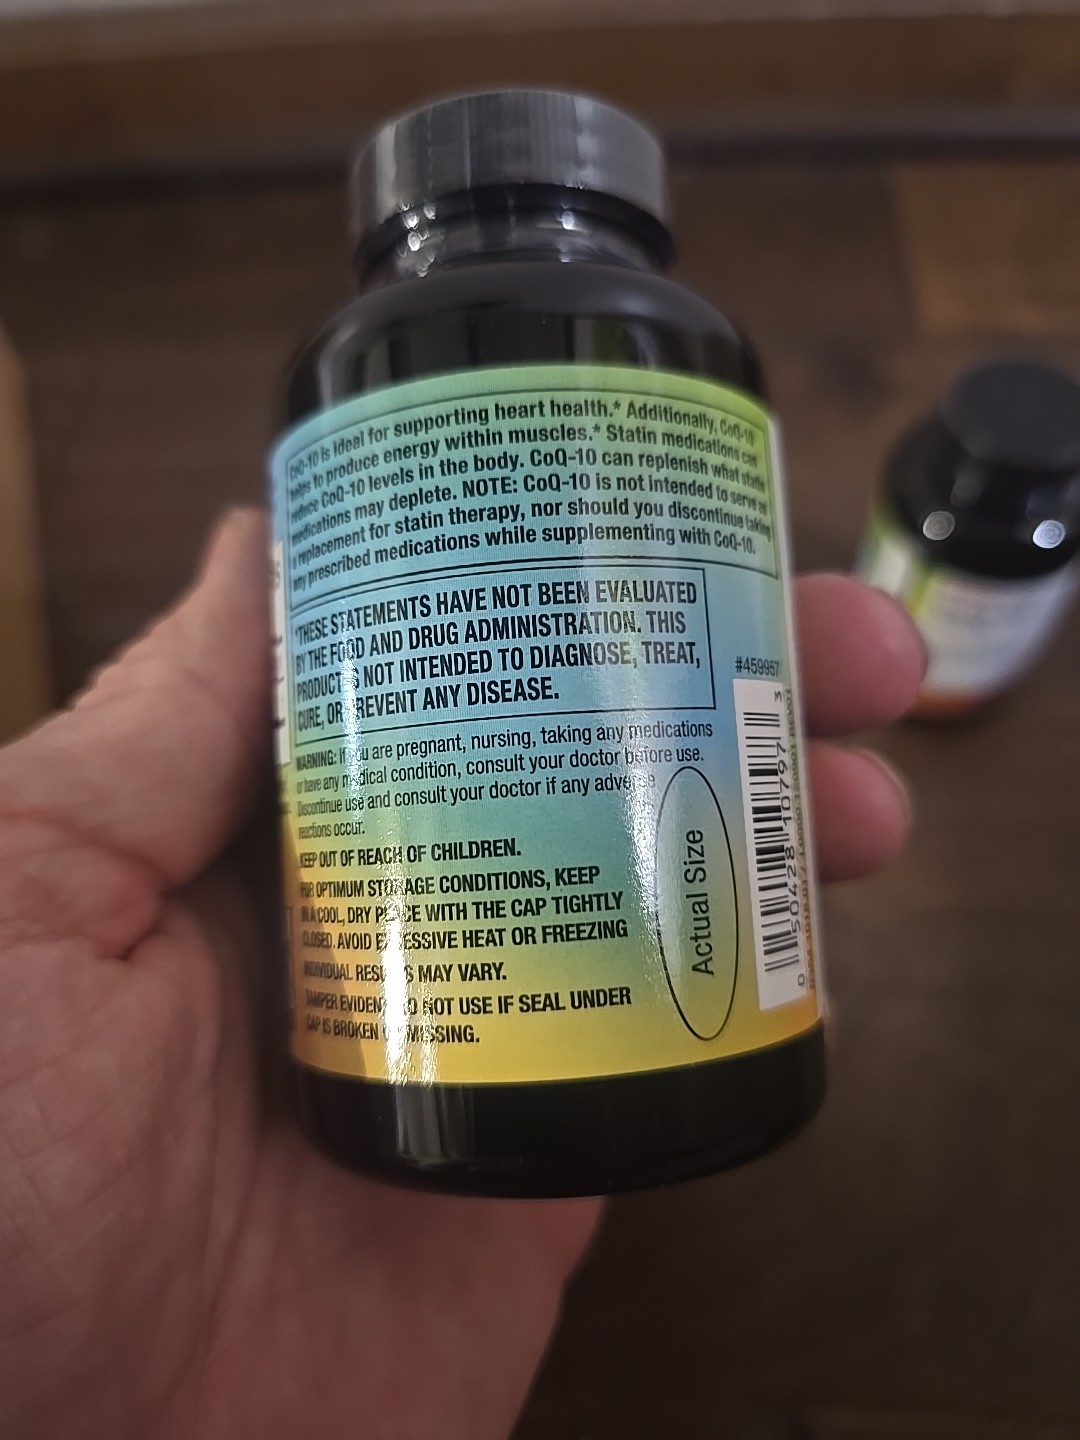 CoQ-10 is ideal for supporting heart health.* Additionally, CoQ-10
helps to produce energy within muscles.* Statin medications can
reduce CoQ-10 levels in the body. CoQ-10 can replenish what statin
medications may deplete. NOTE: CoQ-10 is not intended to serve as
a replacement for statin therapy, nor should you discontinue taking
any prescribed medications while supplementing with CoQ-10.
*THESE STATEMENTS HAVE NOT BEEN EVALUATED
BY THE FOOD AND DRUG ADMINISTRATION. THIS
PRODUCT IS NOT INTENDED TO DIAGNOSE, TREAT,
CURE, OR PREVENT ANY DISEASE.
WARNING: If you are pregnant, nursing, taking any medications
or have any medical condition, consult your doctor before use.
Discontinue use and consult your doctor if any adverse
reactions occur.
KEEP OUT OF REACH OF CHILDREN.
FOR OPTIMUM STORAGE CONDITIONS, KEEP
IN A COOL, DRY PLACE WITH THE CAP TIGHTLY
CLOSED. AVOID EXCESSIVE HEAT OR FREEZING
INDIVIDUAL RESULTS MAY VARY.
TAMPER EVIDENT: DO NOT USE IF SEAL UNDER
CAP IS BROKEN OR MISSING.
Actual Size
#459957
0 50428 10797 3